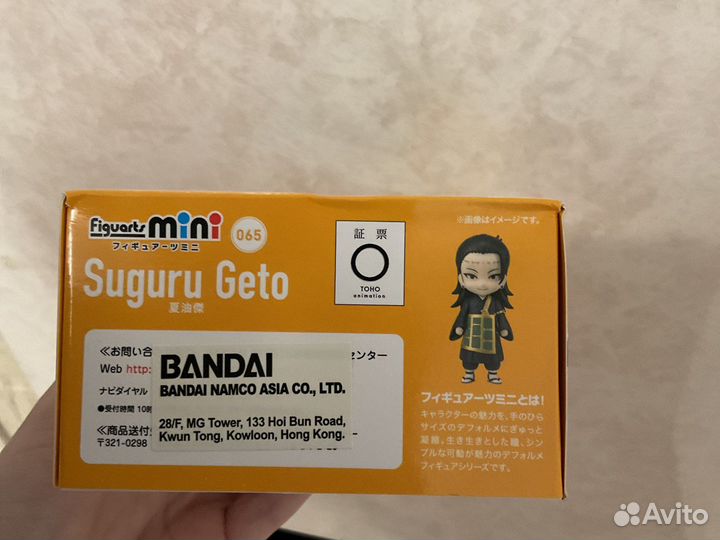 Figuarts mini
フィギュアーツミニ
065
Suguru Geto
夏油傑
証票
TOHO
animation
※画像はイメージです。
≪お問い合
センター
Web http:
ナビダイヤル
●受付時間 10時
≪商品送付
〒321-0298
BANDAI
BANDAI NAMCO ASIA CO., LTD.
28/F, MG Tower, 133 Hoi Bun Road,
Kwun Tong, Kowloon, Hong Kong.
フィギュアーツミニとは!
キャラクターの魅力を、手のひら
サイズのデフォルメにぎゅっと
凝縮。生き生きとした瞳、シンプ
ルな可動が魅力のデフォルメ
フィギュアシリーズです。
Avito